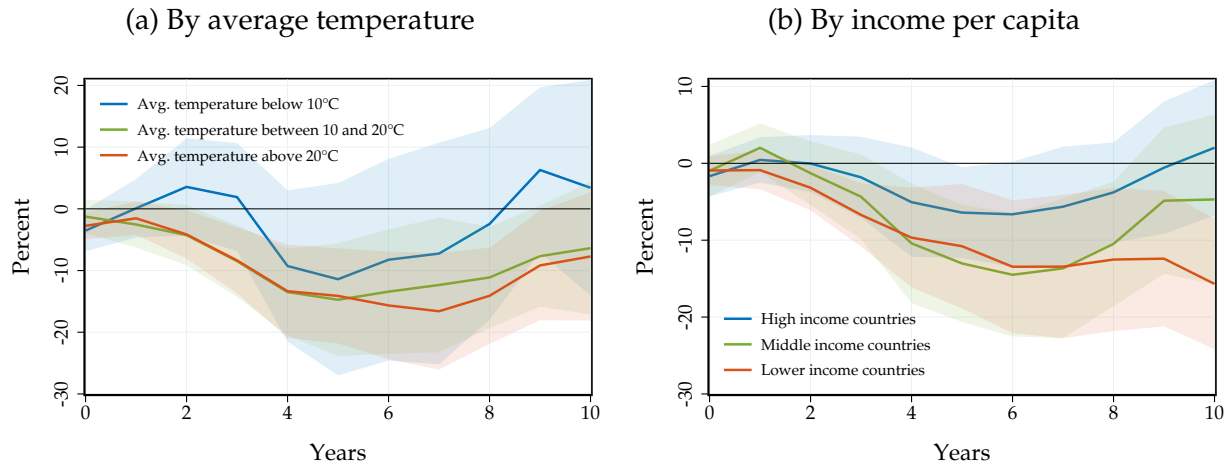 (a) By average temperature
20
10
0
-10
-20
-30
Percent
Avg. temperature below 10°C
Avg. temperature between 10 and 20°C
Avg. temperature above 20°C
0 2 4 6 8 10
Years
(b) By income per capita
10
0
-10
-20
-30
Percent
High income countries
Middle income countries
Lower income countries
0 2 4 6 8 10
Years